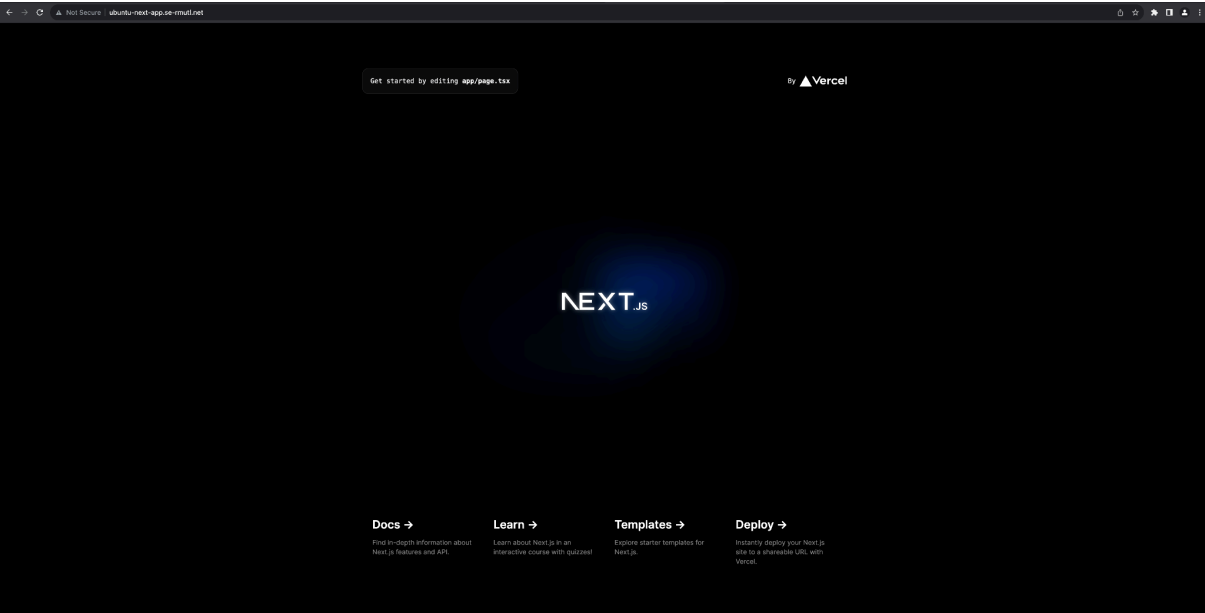 Not Secure ubuntu-next-app.se-rmutl.net
Get started by editing app/page.tsx
By Vercel
NEXT.JS
Docs ->
Find in-depth information about
Next.js features and API.
Learn ->
Learn about Next.js in an
interactive course with quizzes!
Templates ->
Explore starter templates for
Next.js.
Deploy ->
Instantly deploy your Next.js
site to a shareable URL with
Vercel.